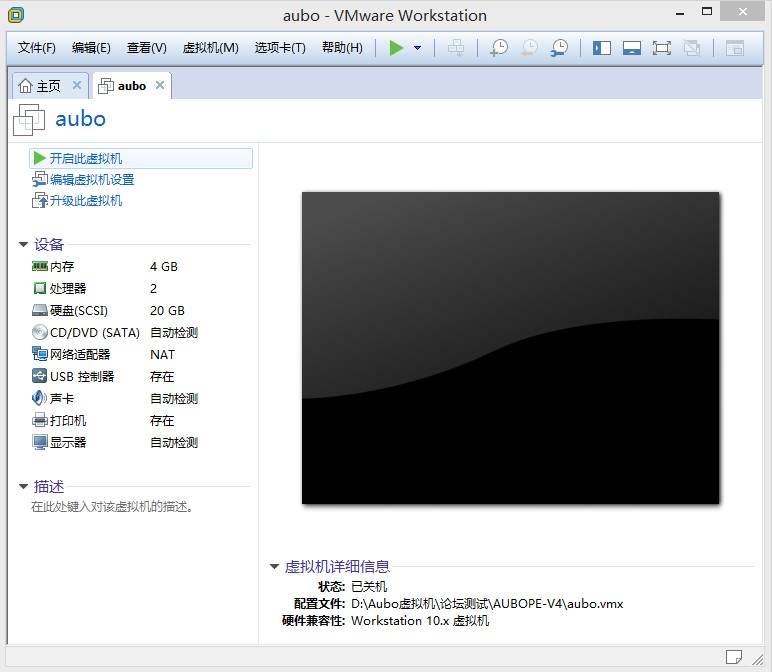 aubo - VMware Workstation
文件(F) 编辑(E) 查看(V) 虚拟机(M) 选项卡(T) 帮助(H)
主页 aubo
aubo
开启此虚拟机
编辑虚拟机设置
升级此虚拟机
设备
内存 4 GB
处理器 2
硬盘(SCSI) 20 GB
CD/DVD (SATA) 自动检测
网络适配器 NAT
USB 控制器 存在
声卡 自动检测
打印机 存在
显示器 自动检测
描述
在此处键入对该虚拟机的描述。
虚拟机详细信息
状态: 已关机
配置文件: D:\Aubo虚拟机\论坛测试\AUBOPE-V4\aubo.vmx
硬件兼容性: Workstation 10.x 虚拟机